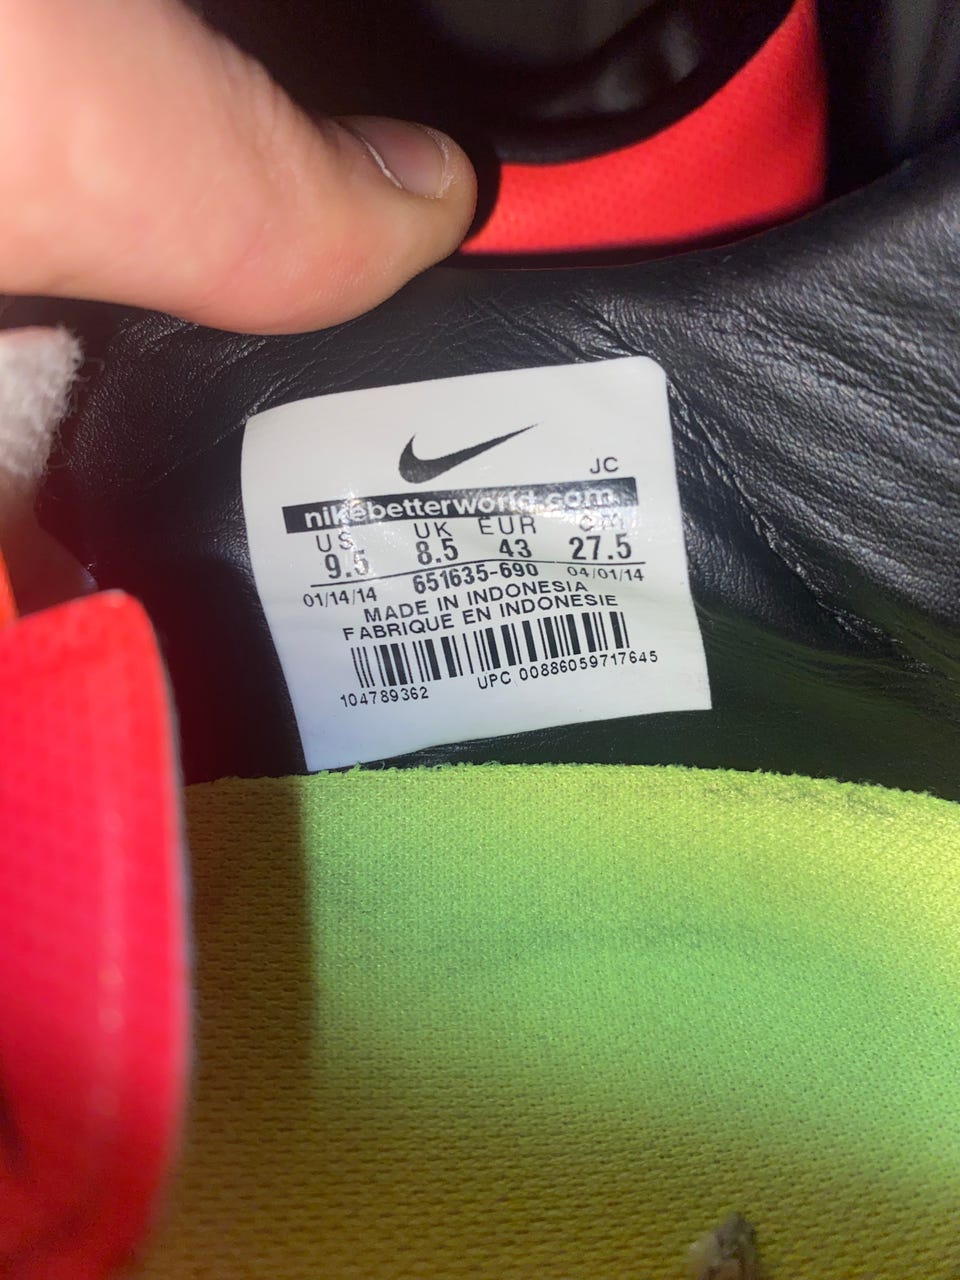 JC
nikebetterworld.com
US UK EUR cm
9.5 8.5 43 27.5
01/14/14 651635-690 04/01/14
MADE IN INDONESIA
FABRIQUE EN INDONESIE
104789362 UPC 00886059717645